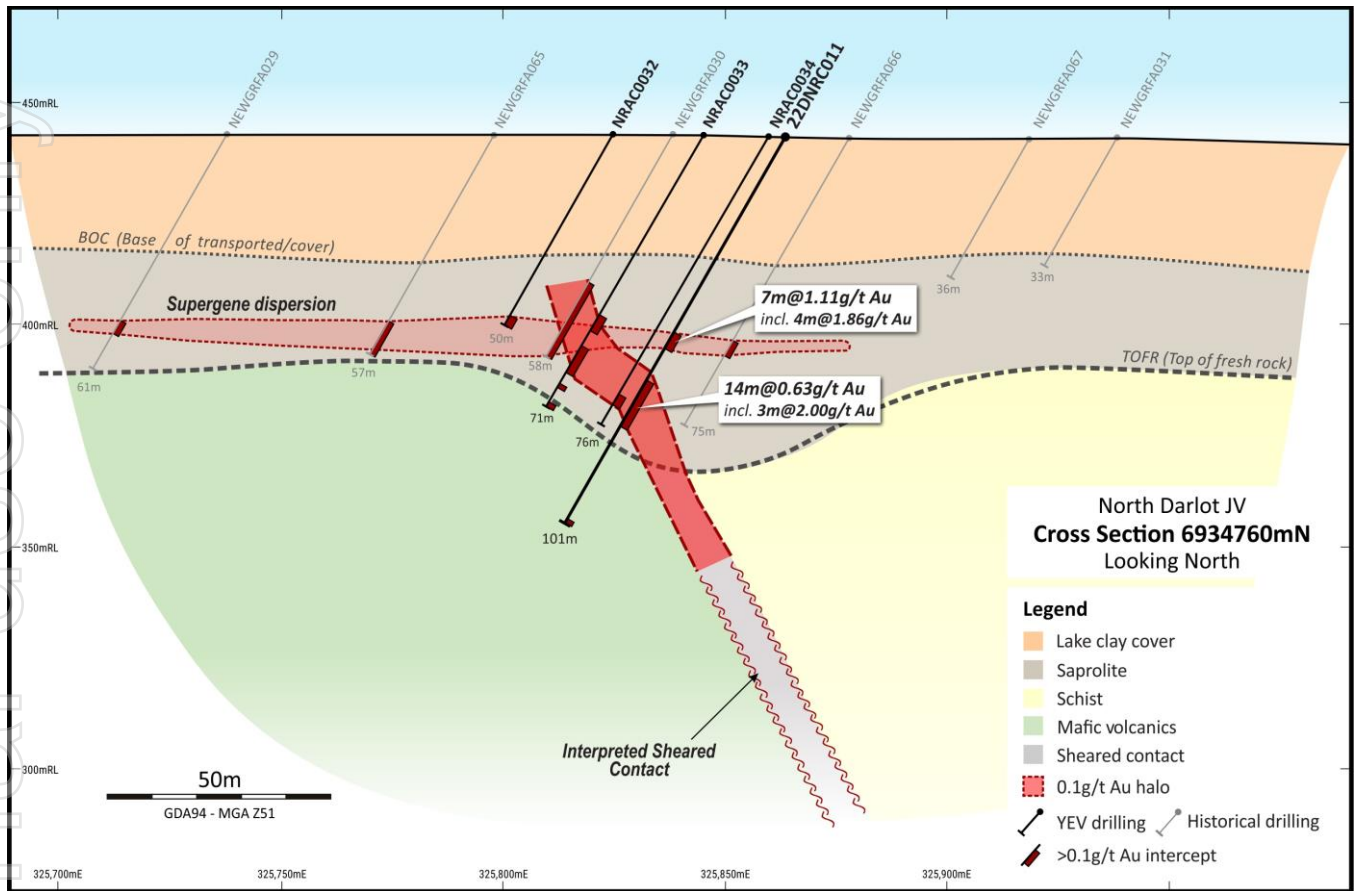 NEWGRFA029
NEWGRFA065
NRAC0032
NEWGRFA030
NRAC0033
NRAC0034
22DNRC011
NEWGRFA066
NEWGRFA067
NEWGRFA031
450mRL
BOC (Base of transported/cover)
36m
33m
Supergene dispersion
7m@1.11g/t Au
incl. 4m@1.86g/t Au
400mRL
50m
58m
57m
61m
TOFR (Top of fresh rock)
14m@0.63g/t Au
incl. 3m@2.00g/t Au
71m
76m
75m
101m
350mRL
North Darlot JV
Cross Section 6934760mN
Looking North
Legend
Lake clay cover
Saprolite
Schist
Mafic volcanics
Sheared contact
0.1g/t Au halo
YEV drilling
Historical drilling
>0.1g/t Au intercept
Interpreted Sheared
Contact
300mRL
50m
GDA94 - MGA Z51
325,700mE
325,750mE
325,800mE
325,850mE
325,900mE